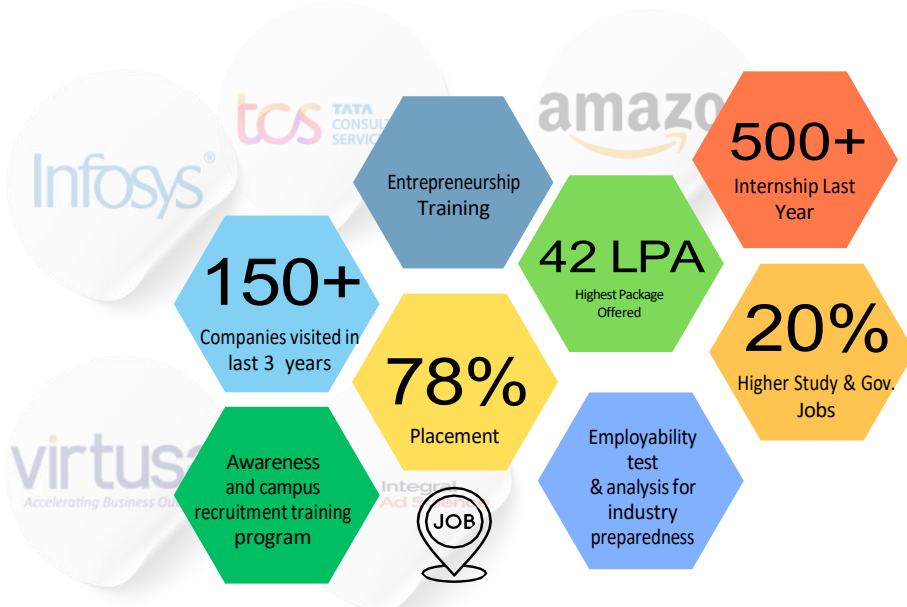 Infosys®
tcs TATA
CONSUL
SERVIC
amazo
Entrepreneurship
Training
500+
Internship Last
Year
150+
Companies visited in
last 3 years
42 LPA
Highest Package
Offered
78%
Placement
20%
Higher Study & Gov.
Jobs
virtus
Accelerating Business Ou
Awareness
and campus
recruitment training
program
Integral
Ad Science
JOB
Employability
test
& analysis for
industry
preparedness